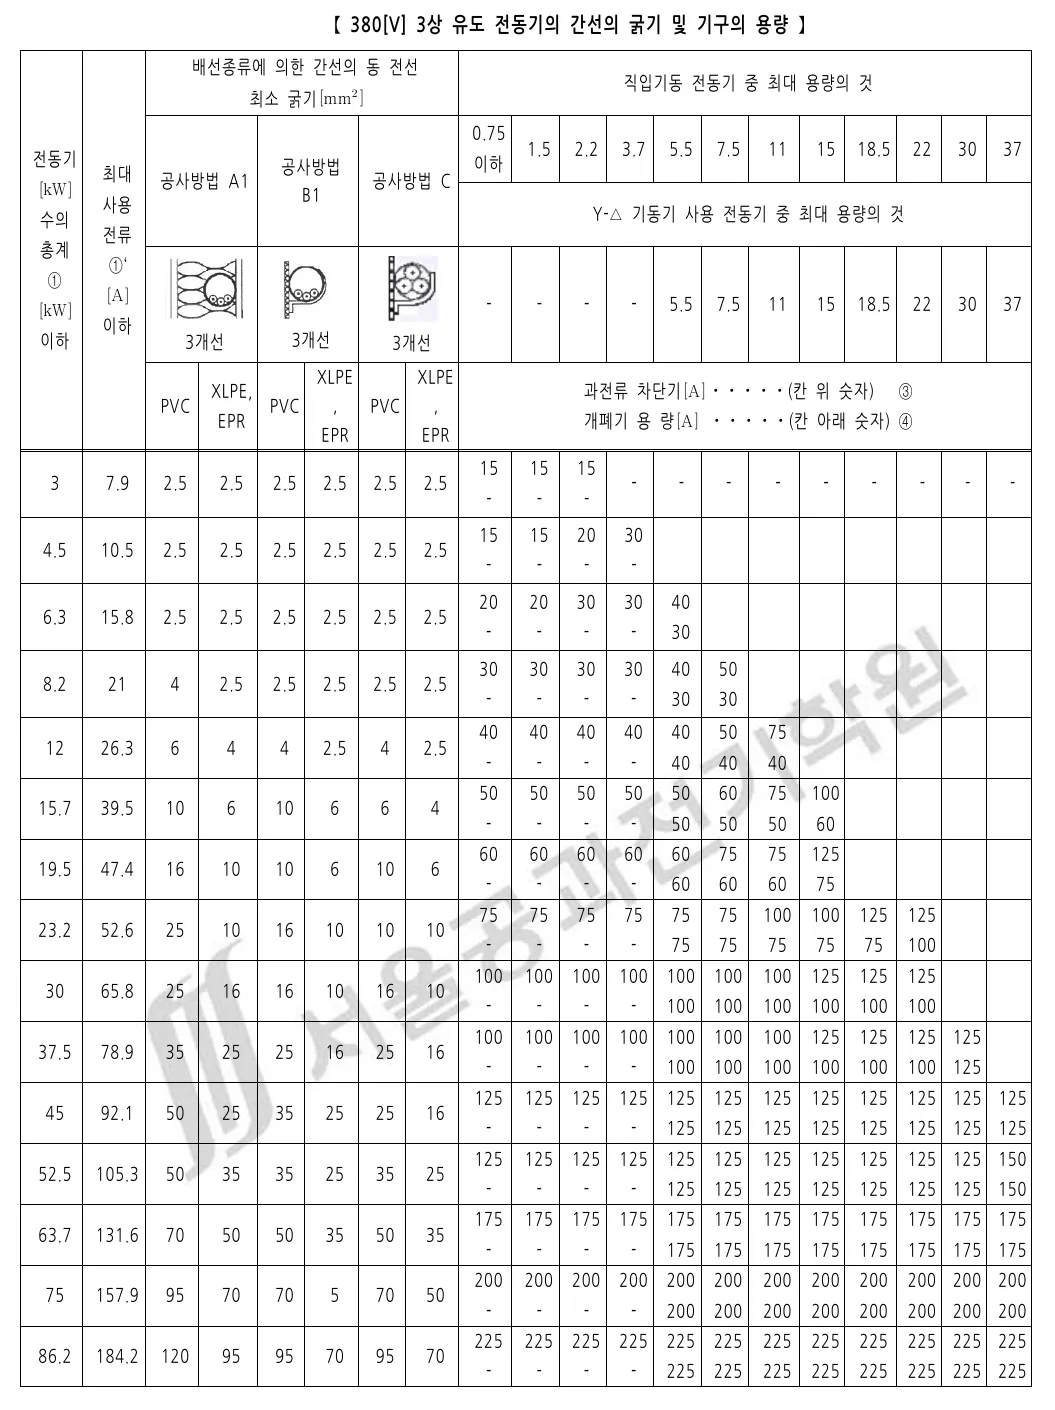 【 380[V] 3상 유도 전동기의 간선의 굵기 및 기구의 용량 】
전동기 [kW] 수의 총계 ① [kW] 이하
최대 사용 전류 ①‘ [A] 이하
배선종류에 의한 간선의 동 전선 최소 굵기[mm²]
직입기동 전동기 중 최대 용량의 것
공사방법 A1 공사방법 B1 공사방법 C
0.75 이하 1.5 2.2 3.7 5.5 7.5 11 15 18.5 22 30 37
Y-△ 기동기 사용 전동기 중 최대 용량의 것
3개선 3개선 3개선
- - - - 5.5 7.5 11 15 18.5 22 30 37
PVC XLPE, EPR PVC XLPE , EPR PVC XLPE , EPR
과전류 차단기[A]·····(칸 위 숫자) ③
개폐기 용 량[A] ·····(칸 아래 숫자) ④
3 7.9 2.5 2.5 2.5 2.5 2.5 2.5 15 15 15 - - - - - - - - -
- - -
4.5 10.5 2.5 2.5 2.5 2.5 2.5 2.5 15 15 20 30
- - - -
6.3 15.8 2.5 2.5 2.5 2.5 2.5 2.5 20 20 30 30 40
- - - - 30
8.2 21 4 2.5 2.5 2.5 2.5 2.5 30 30 30 30 40 50
- - - - 30 30
12 26.3 6 4 4 2.5 4 2.5 40 40 40 40 40 50 75
- - - - 40 40 40
15.7 39.5 10 6 10 6 6 4 50 50 50 50 50 60 75 100
- - - - 50 50 50 60
19.5 47.4 16 10 10 6 10 6 60 60 60 60 60 75 75 125
- - - - 60 60 60 75
23.2 52.6 25 10 16 10 10 10 75 75 75 75 75 75 100 100 125 125
- - - - 75 75 75 75 75 100
30 65.8 25 16 16 10 16 10 100 100 100 100 100 100 100 125 125 125
- - - - 100 100 100 100 100 100
37.5 78.9 35 25 25 16 25 16 100 100 100 100 100 100 100 125 125 125 125
- - - - 100 100 100 100 100 100 125
45 92.1 50 25 35 25 25 16 125 125 125 125 125 125 125 125 125 125 125 125
- - - - 125 125 125 125 125 125 125 125
52.5 105.3 50 35 35 25 35 25 125 125 125 125 125 125 125 125 125 125 125 150
- - - - 125 125 125 125 125 125 125 150
63.7 131.6 70 50 50 35 50 35 175 175 175 175 175 175 175 175 175 175 175 175
- - - - 175 175 175 175 175 175 175 175
75 157.9 95 70 70 5 70 50 200 200 200 200 200 200 200 200 200 200 200 200
- - - - 200 200 200 200 200 200 200 200
86.2 184.2 120 95 95 70 95 70 225 225 225 225 225 225 225 225 225 225 225 225
- - - - 225 225 225 225 225 225 225 225
서울공과전기학원